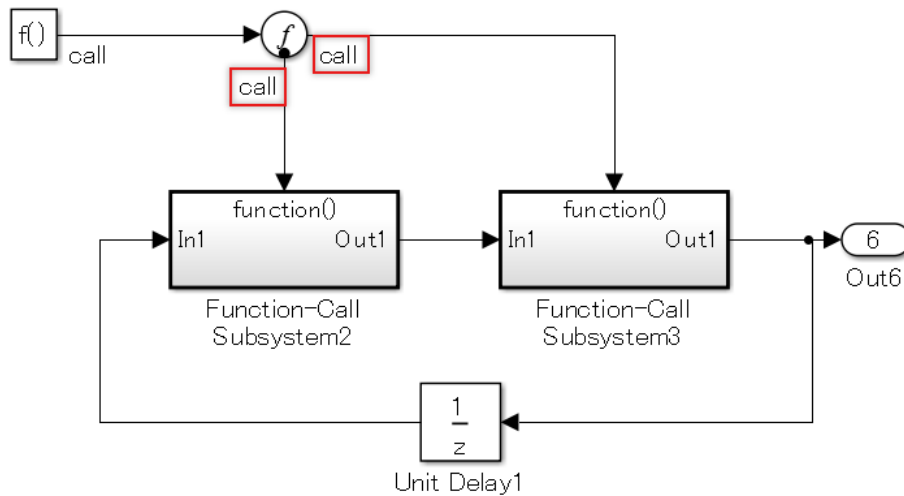 f()
call
f
call
call
function()
In1
Out1
Function-Call
Subsystem2
function()
In1
Out1
Function-Call
Subsystem3
6
Out6
1
z
Unit Delay1